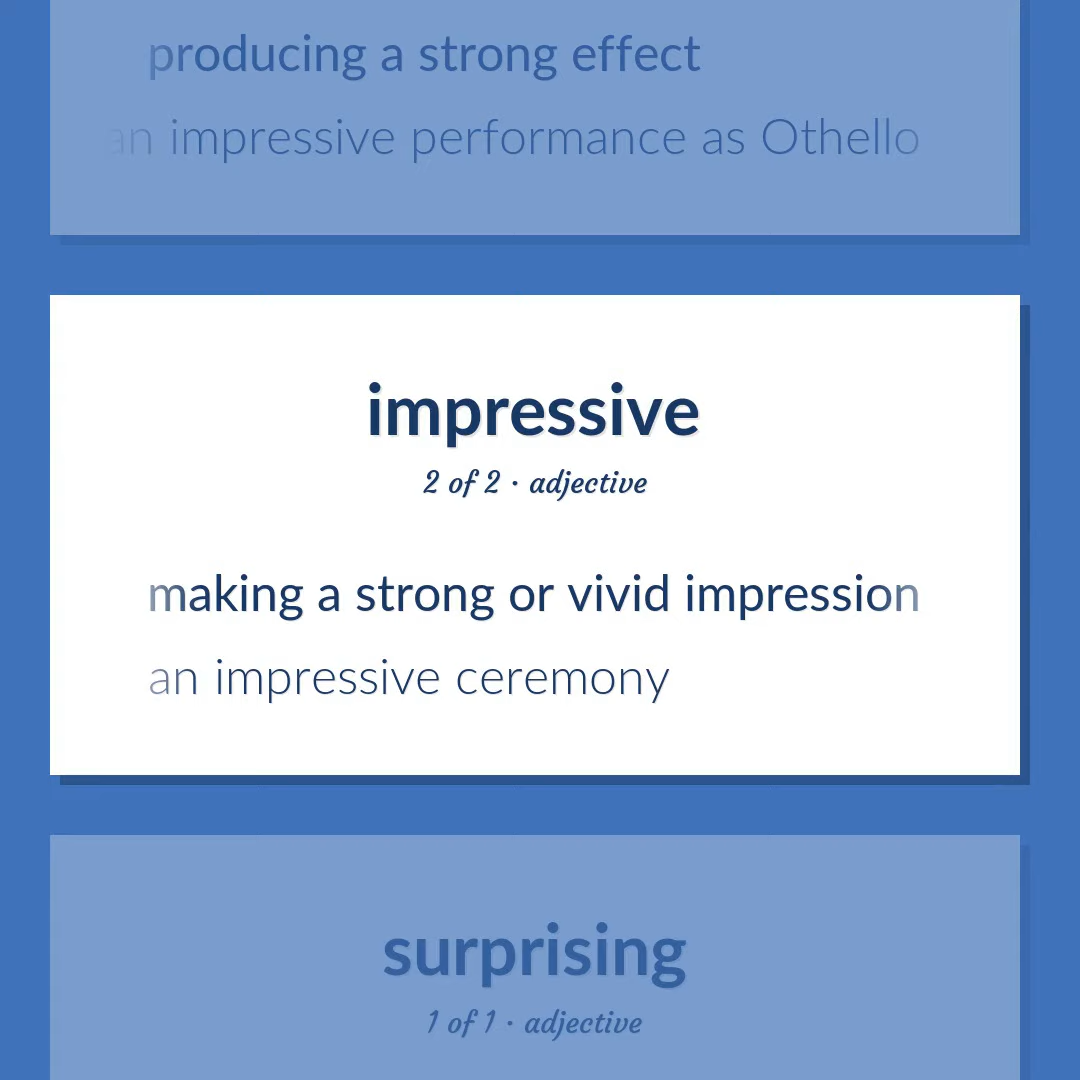 producing a strong effect
an impressive performance as Othello
impressive
2 of 2 · adjective
making a strong or vivid impression
an impressive ceremony
surprising
1 of 1 · adjective